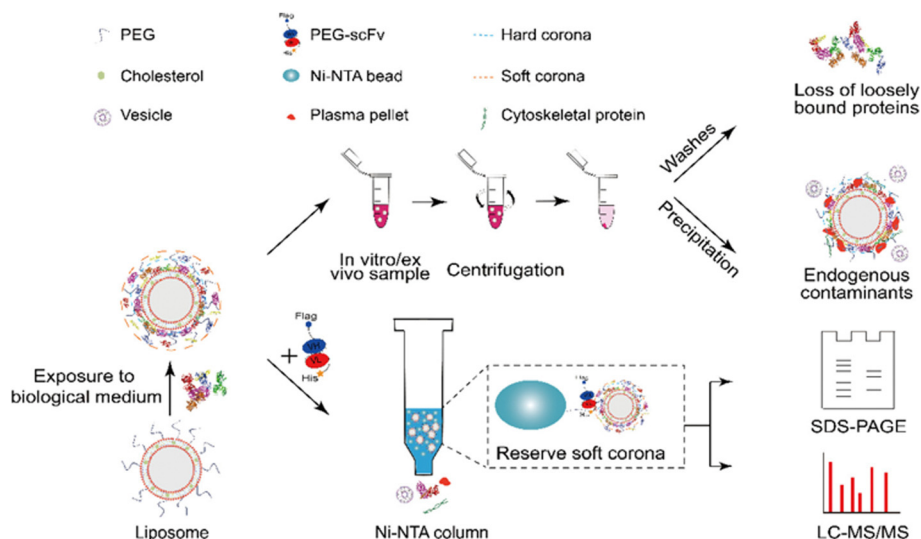 PEG
PEG-scFv
Hard corona
Cholesterol
Ni-NTA bead
Soft corona
Vesicle
Plasma pellet
Cytoskeletal protein
Flag
Loss of loosely
bound proteins
Washes
Precipitation
In vitro/ex
vivo sample
Centrifugation
Endogenous
contaminants
Exposure to
biological medium
+
Flag
VH
VL
His
Liposome
Ni-NTA column
Reserve soft corona
SDS-PAGE
LC-MS/MS